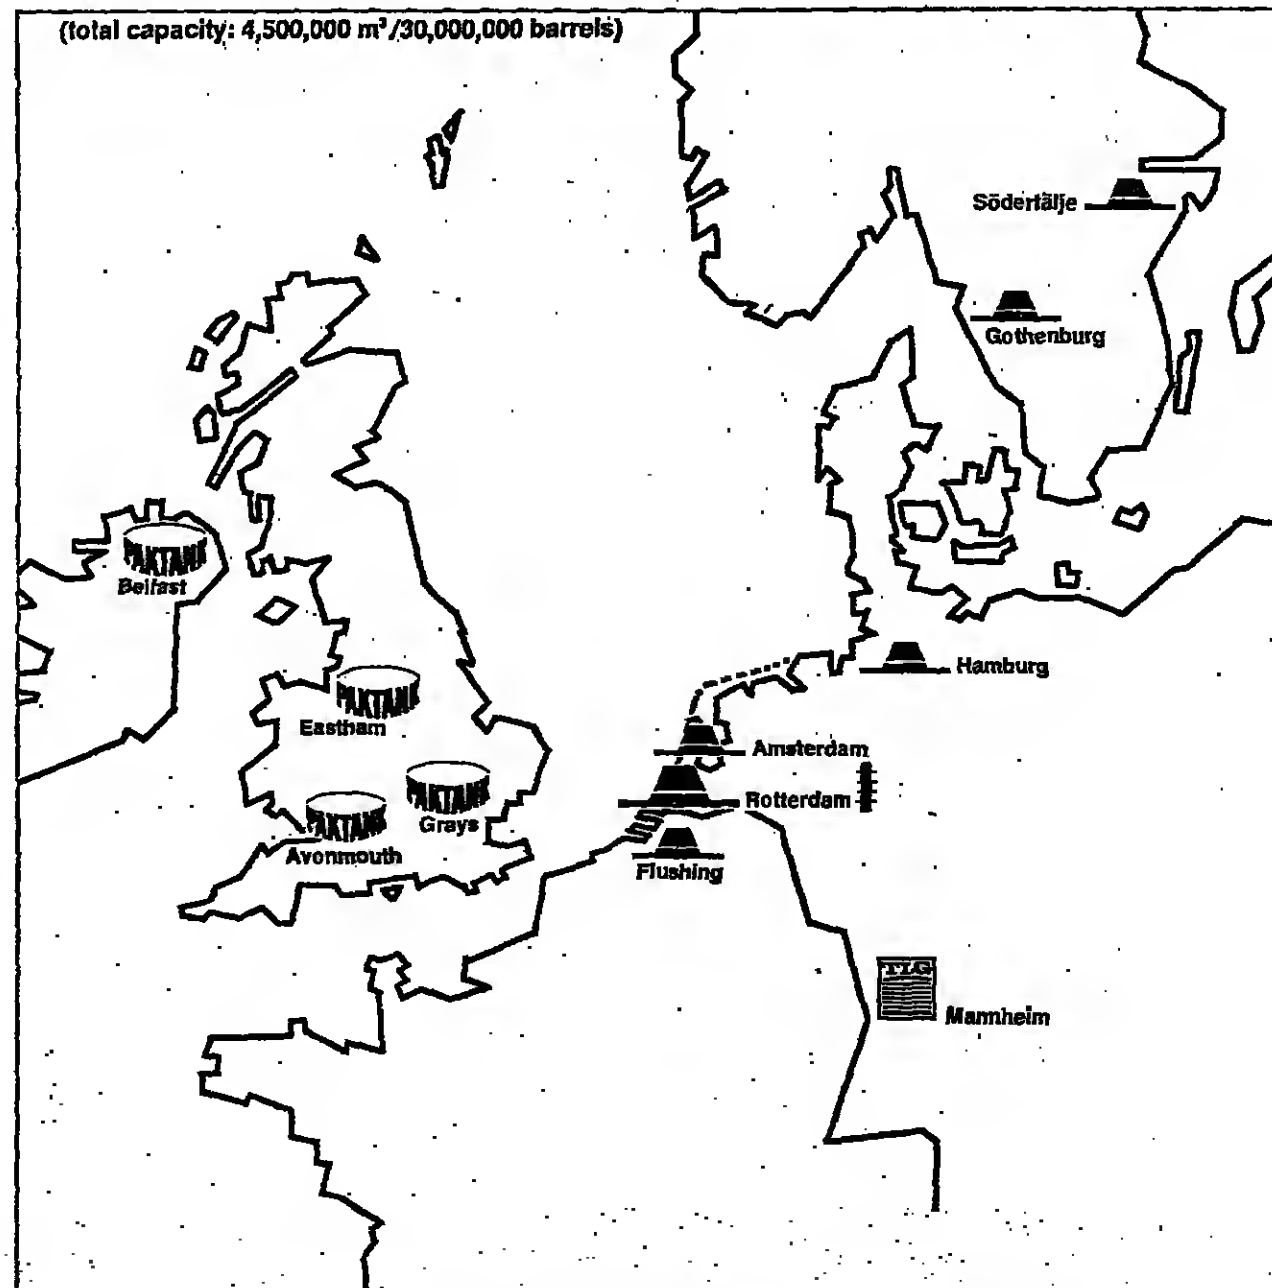 (total capacity: 4,500,000 m³/30,000,000 barrels)
Södertälje
Gothenburg
PAKTANK
Belfast
Hamburg
PAKTANK
Eastham
Amsterdam
PAKTANK
Grays
Rotterdam
PAKTANK
Avonmouth
Flushing
TLG
Mannheim